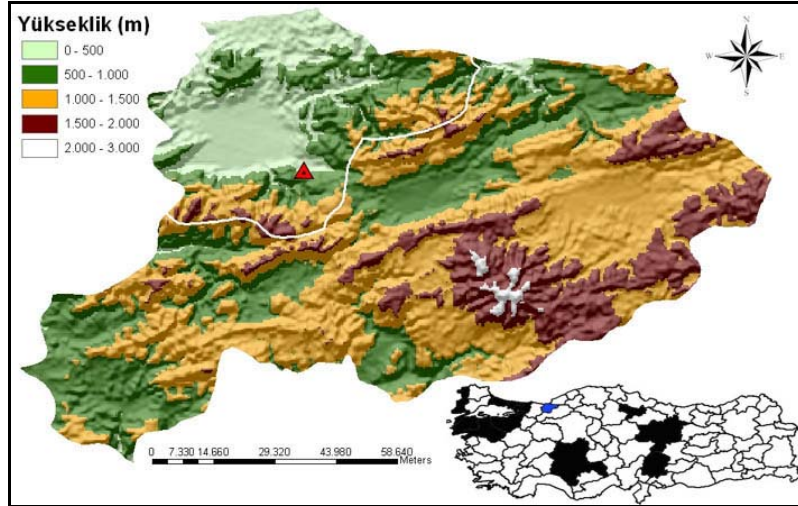 Yükseklik (m)
0 - 500
500 - 1.000
1.000 - 1.500
1.500 - 2.000
2.000 - 3.000
N
W
E
S
0 7.330 14.660 29.320 43.980 58.640
Meters